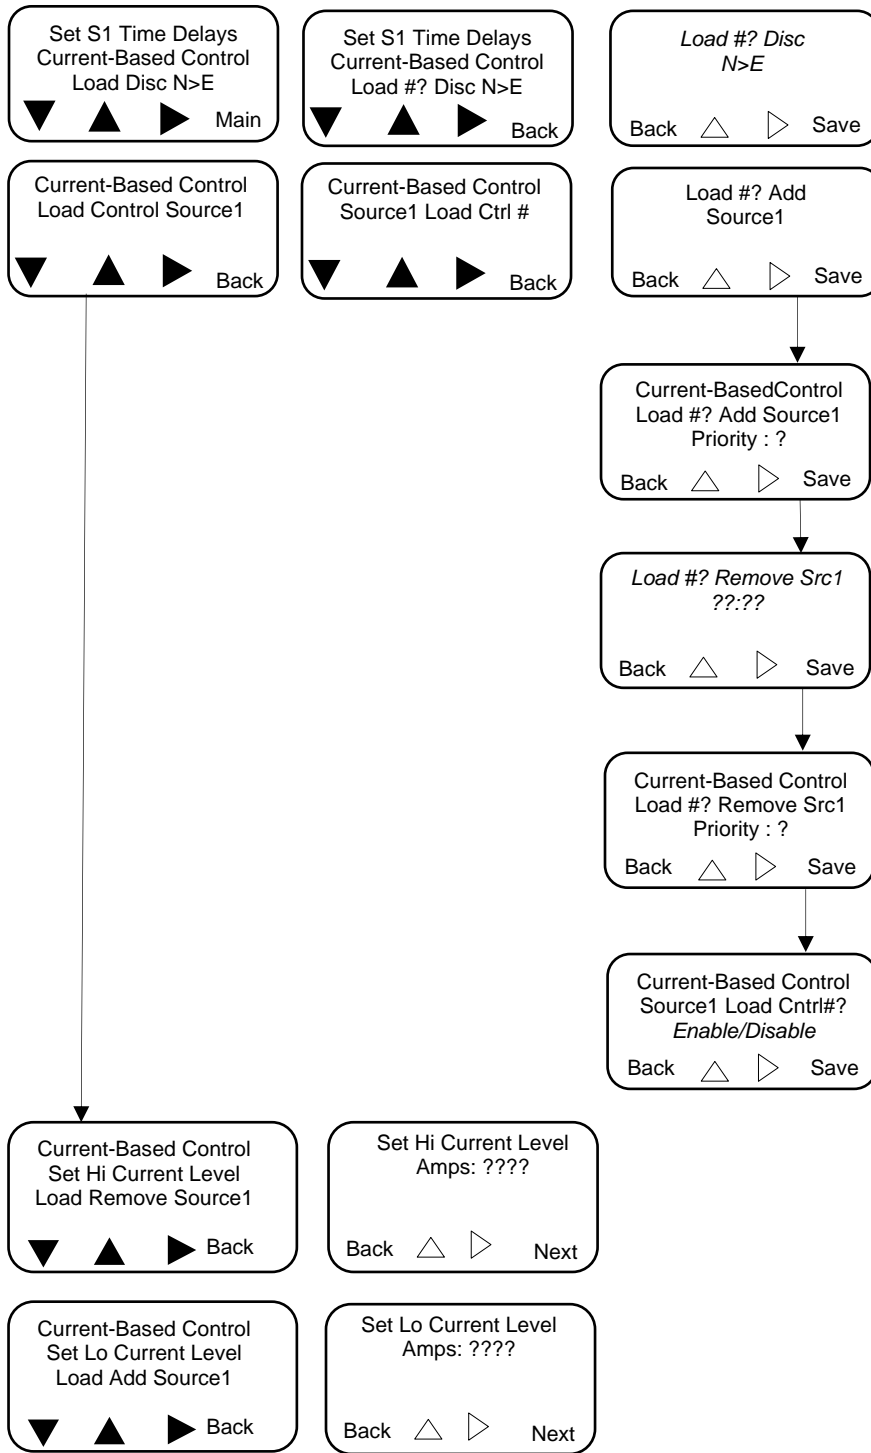 Set S1 Time Delays
Current-Based Control
Load Disc N>E
Main
Set S1 Time Delays
Current-Based Control
Load #? Disc N>E
Back
Load #? Disc
N>E
Back
Save
Current-Based Control
Load Control Source1
Back
Current-Based Control
Source1 Load Ctrl #
Back
Load #? Add
Source1
Back
Save
Current-BasedControl
Load #? Add Source1
Priority : ?
Back
Save
Load #? Remove Src1
??:??
Back
Save
Current-Based Control
Load #? Remove Src1
Priority : ?
Back
Save
Current-Based Control
Source1 Load Cntrl#?
Enable/Disable
Back
Save
Current-Based Control
Set Hi Current Level
Load Remove Source1
Back
Set Hi Current Level
Amps: ????
Back
Next
Current-Based Control
Set Lo Current Level
Load Add Source1
Back
Set Lo Current Level
Amps: ????
Back
Next